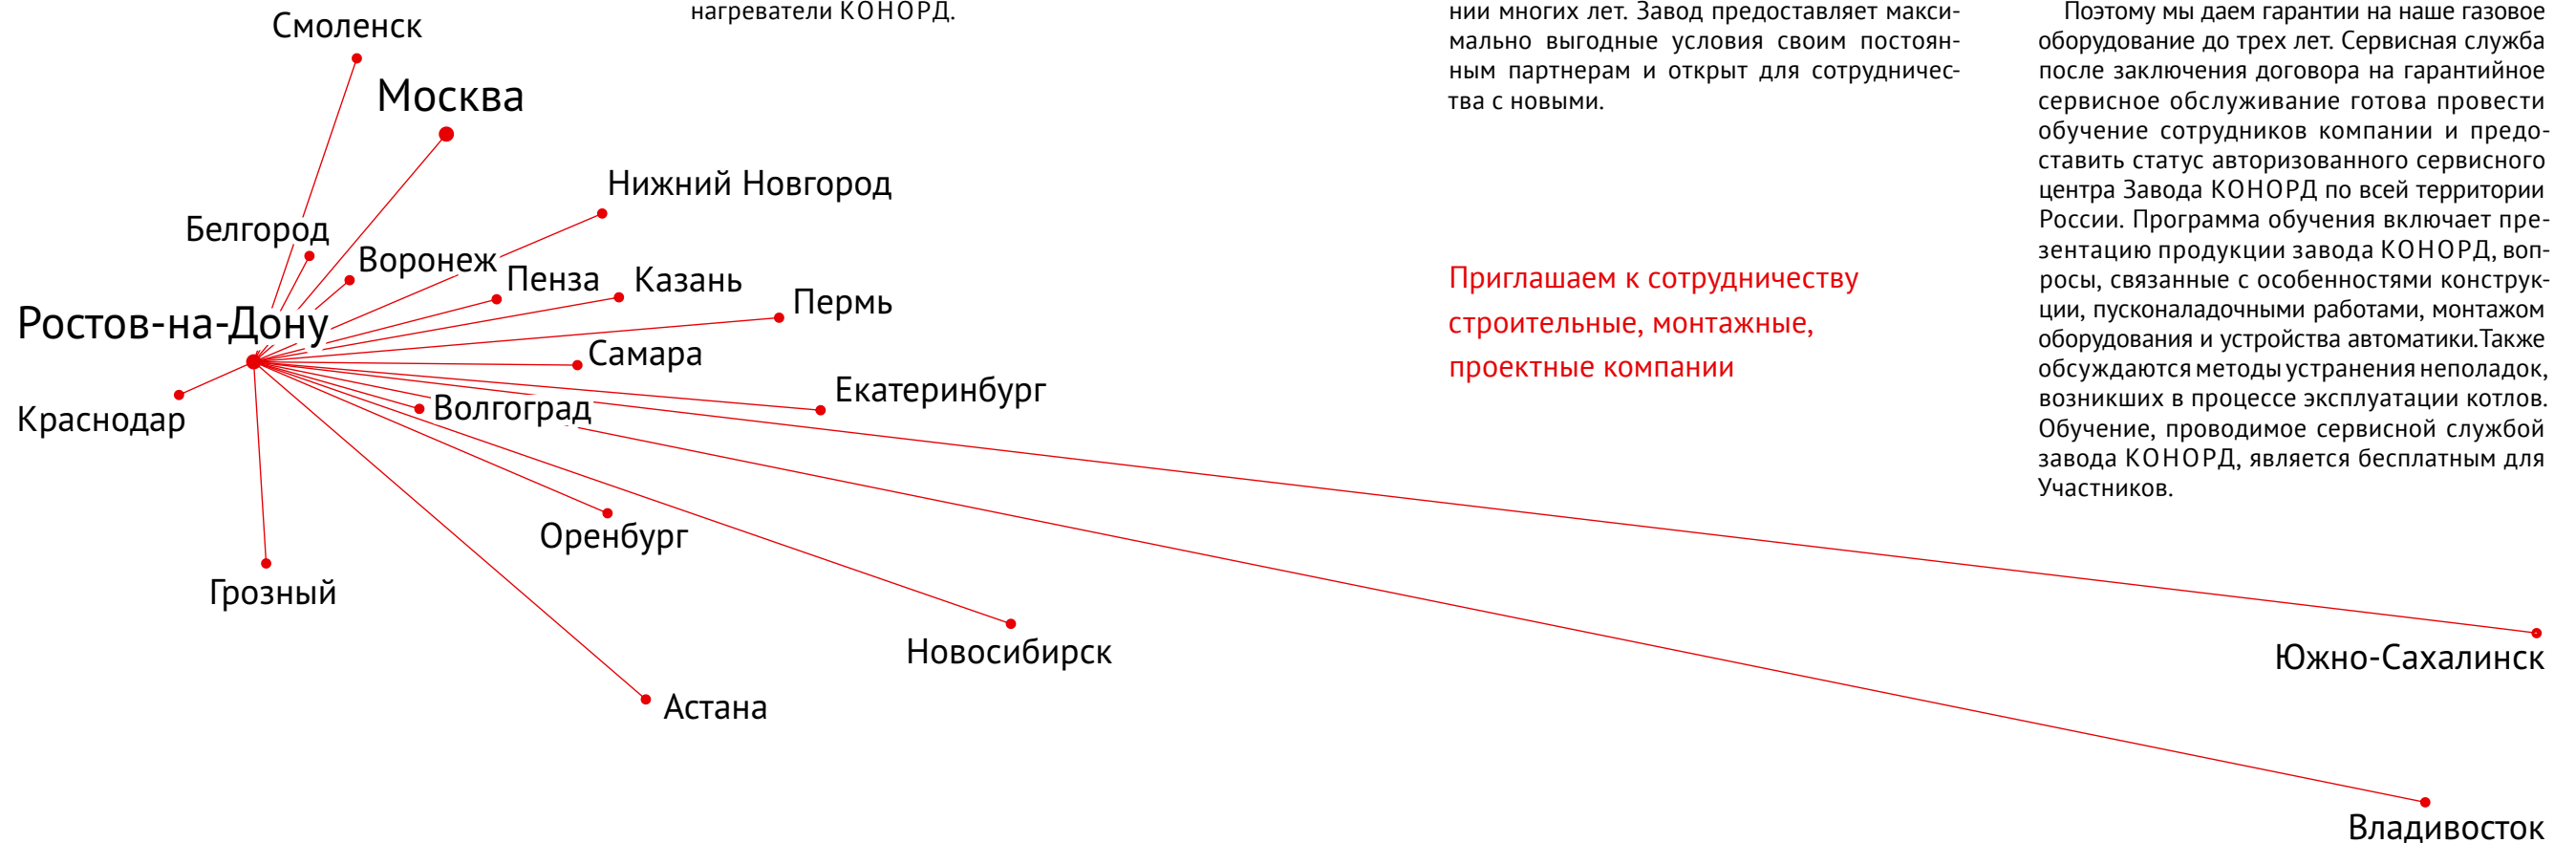 нагреватели КОНОРД.
нии многих лет. Завод предоставляет макси-
мально выгодные условия своим постоян-
ным партнерам и открыт для сотрудничес-
тва с новыми.
Приглашаем к сотрудничеству
строительные, монтажные,
проектные компании
Поэтому мы даем гарантии на наше газовое
оборудование до трех лет. Сервисная служба
после заключения договора на гарантийное
сервисное обслуживание готова провести
обучение сотрудников компании и предо-
ставить статус авторизованного сервисного
центра Завода КОНОРД по всей территории
России. Программа обучения включает пре-
зентацию продукции завода КОНОРД, воп-
росы, связанные с особенностями конструк-
ции, пусконаладочными работами, монтажом
оборудования и устройства автоматики.Также
обсуждаются методы устранения неполадок,
возникших в процессе эксплуатации котлов.
Обучение, проводимое сервисной службой
завода КОНОРД, является бесплатным для
Участников.
Смоленск
Москва
Нижний Новгород
Белгород
Воронеж
Пенза
Казань
Пермь
Ростов-на-Дону
Самара
Екатеринбург
Краснодар
Волгоград
Оренбург
Грозный
Новосибирск
Южно-Сахалинск
Астана
Владивосток